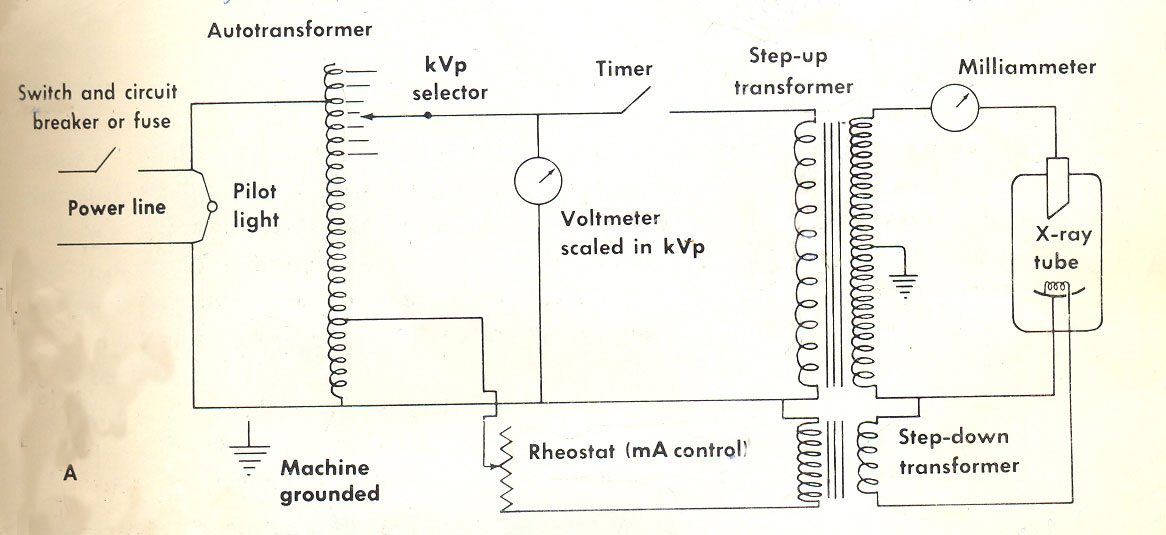 Autotransformer
Switch and circuit
breaker or fuse
Power line
Pilot
light
kVp
selector
Timer
Voltmeter
scaled in kVp
Step-up
transformer
Milliammeter
X-ray
tube
Machine
grounded
Rheostat (mA control)
Step-down
transformer
A